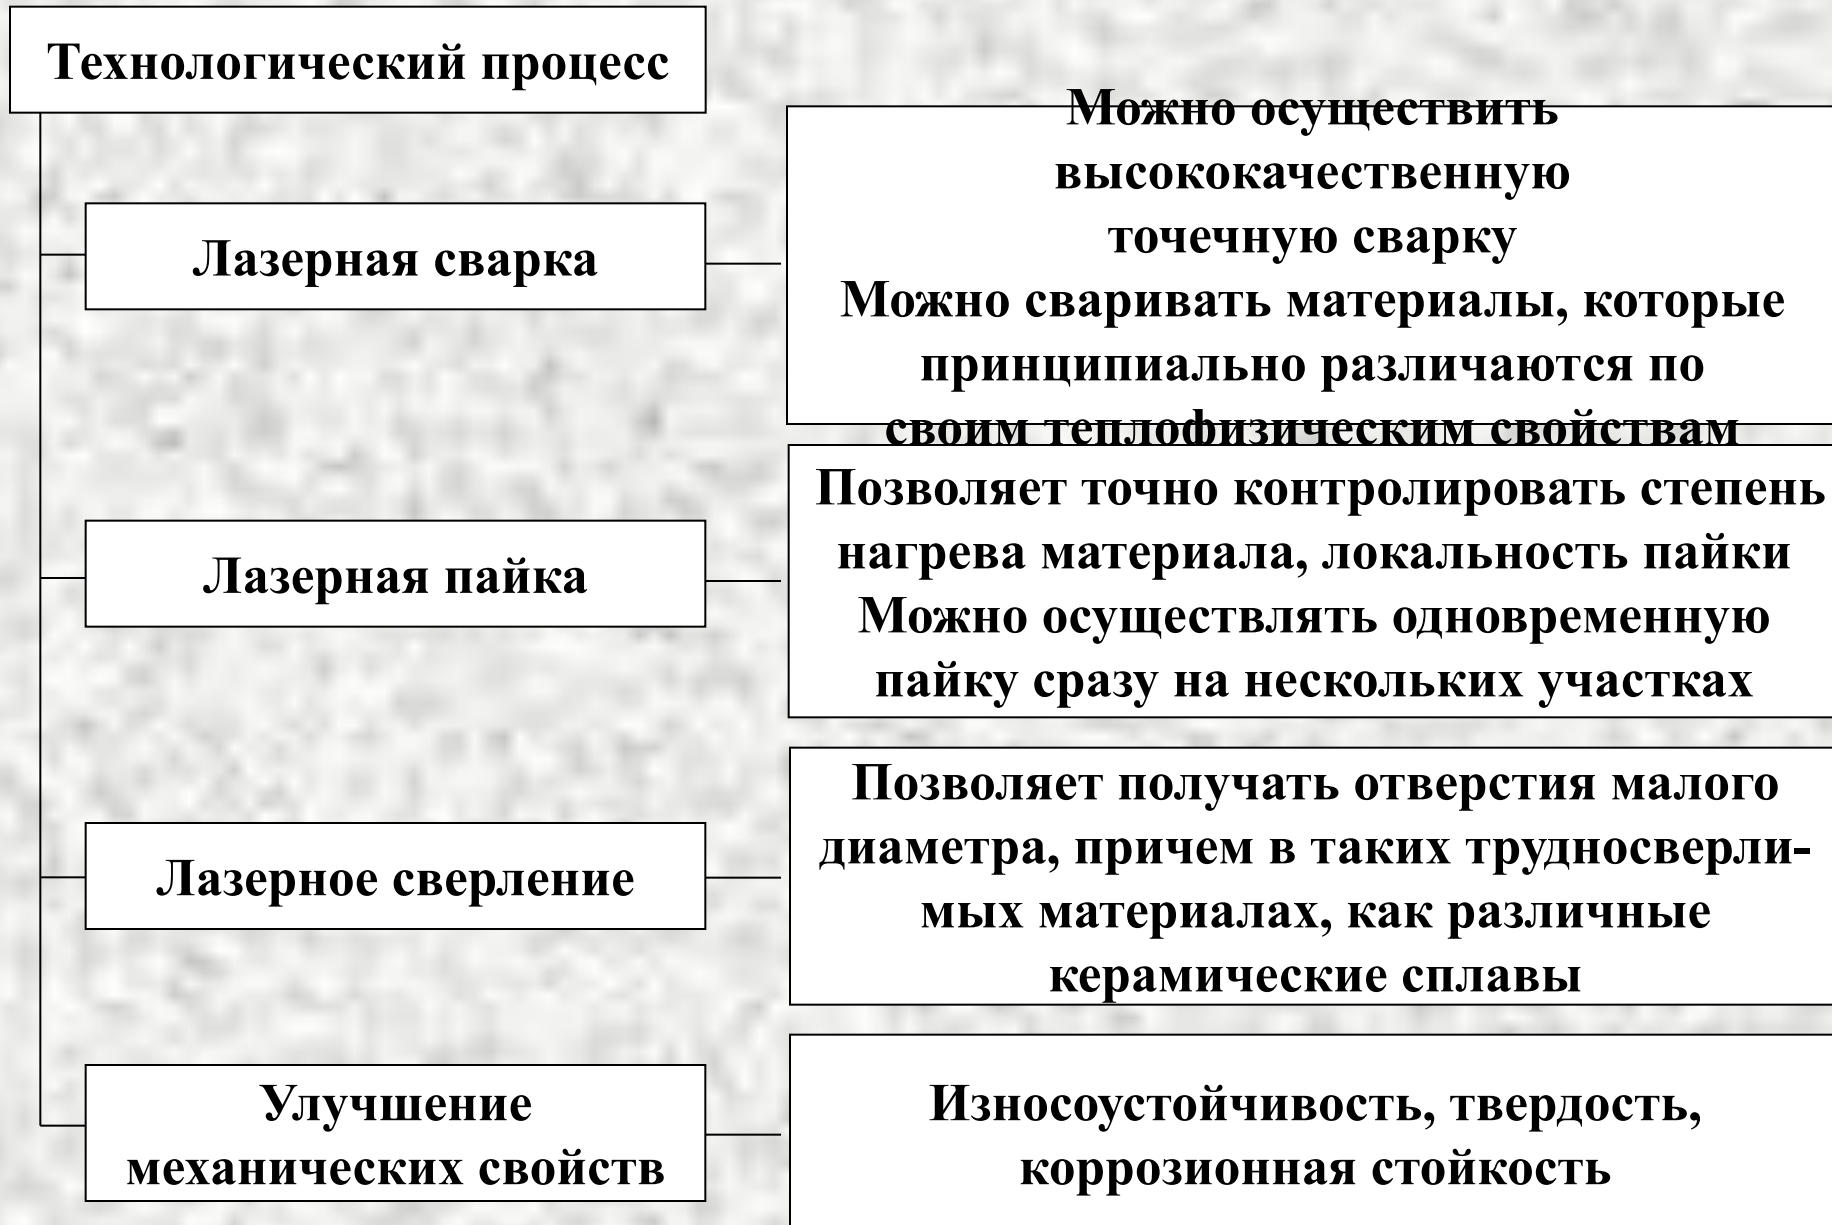 Технологический процесс
Лазерная сварка
Можно осуществить
высококачественную
точечную сварку
Можно сваривать материалы, которые
принципиально различаются по
своим теплофизическим свойствам
Лазерная пайка
Позволяет точно контролировать степень
нагрева материала, локальность пайки
Можно осуществлять одновременную
пайку сразу на нескольких участках
Лазерное сверление
Позволяет получать отверстия малого
диаметра, причем в таких трудносверли-
мых материалах, как различные
керамические сплавы
Улучшение
механических свойств
Износоустойчивость, твердость,
коррозионная стойкость